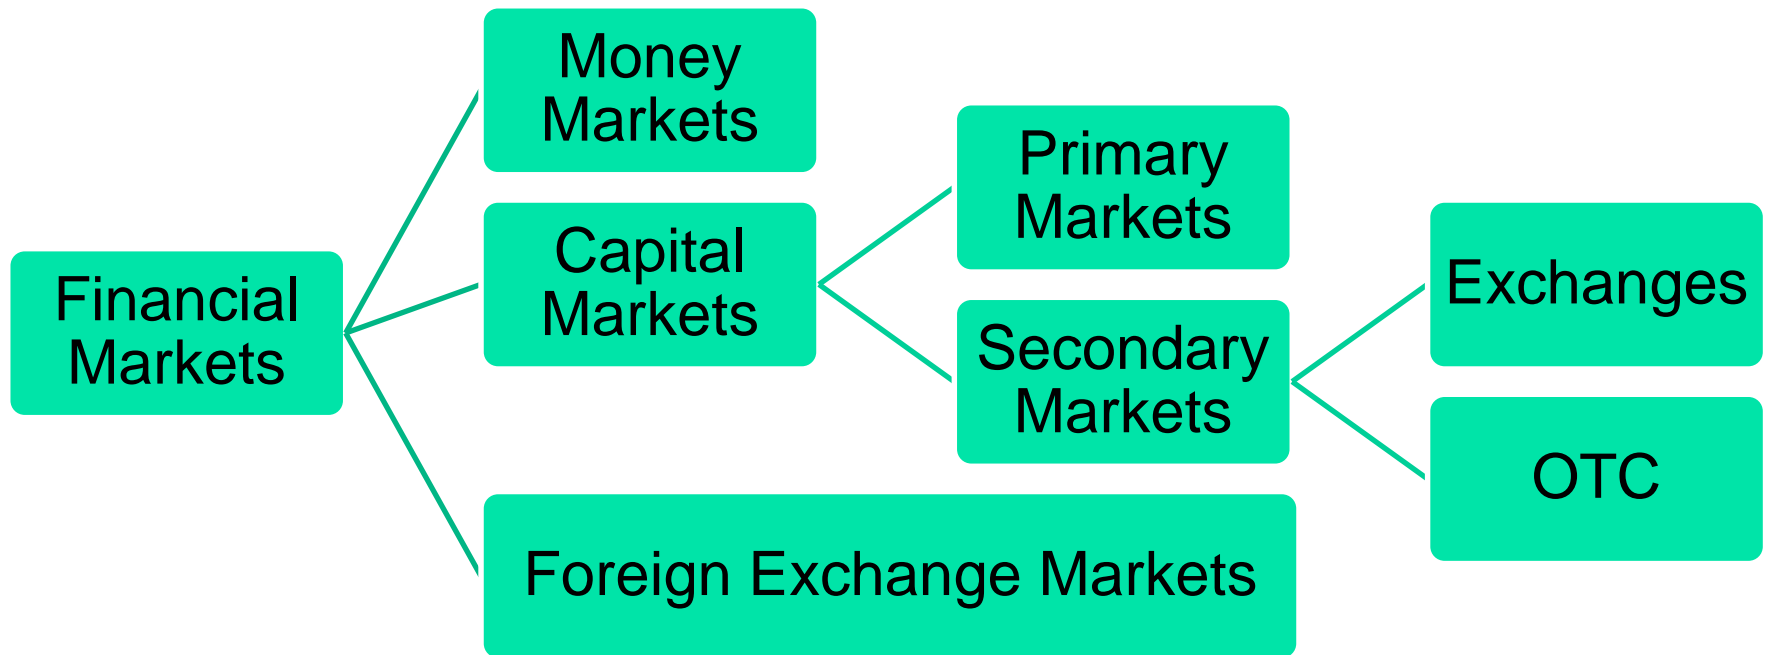 Financial
Markets
Money
Markets
Capital
Markets
Foreign Exchange Markets
Primary
Markets
Secondary
Markets
Exchanges
OTC